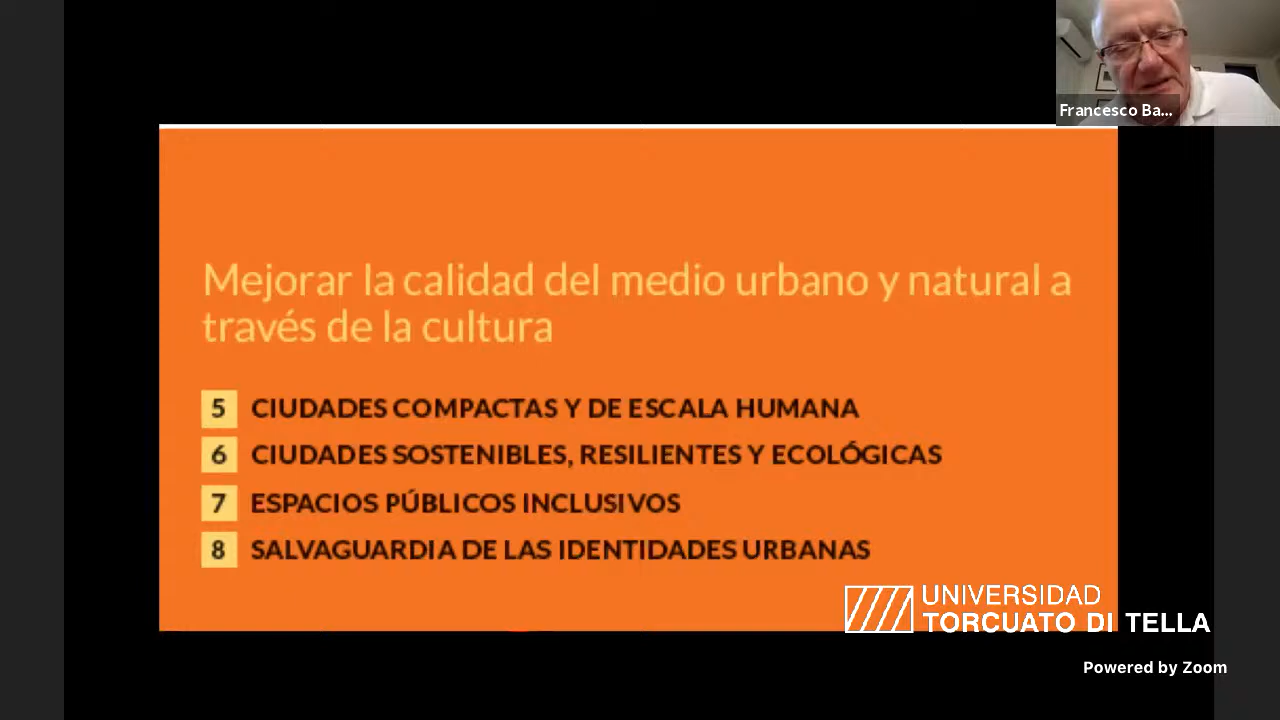 Francesco Ba...
Mejorar la calidad del medio urbano y natural a
través de la cultura
5 CIUDADES COMPACTAS Y DE ESCALA HUMANA
6 CIUDADES SOSTENIBLES, RESILIENTES Y ECOLÓGICAS
7 ESPACIOS PÚBLICOS INCLUSIVOS
8 SALVAGUARDIA DE LAS IDENTIDADES URBANAS
UNIVERSIDAD
TORCUATO DI TELLA
Powered by Zoom